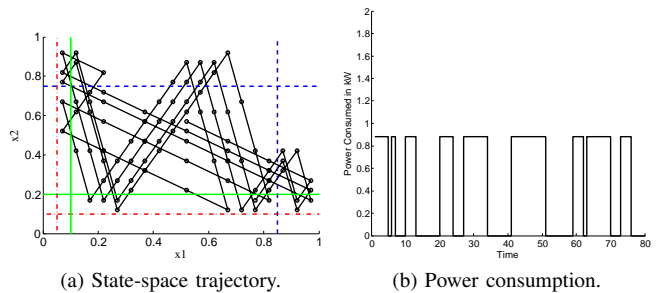 1
0.8
0.6
0.4
0.2
0
0 0.2 0.4 0.6 0.8 1
x2
x1
(a) State-space trajectory.
2
1.8
1.6
1.4
1.2
1
0.8
0.6
0.4
0.2
0
0 10 20 30 40 50 60 70 80
Power Consumed in kW
Time
(b) Power consumption.